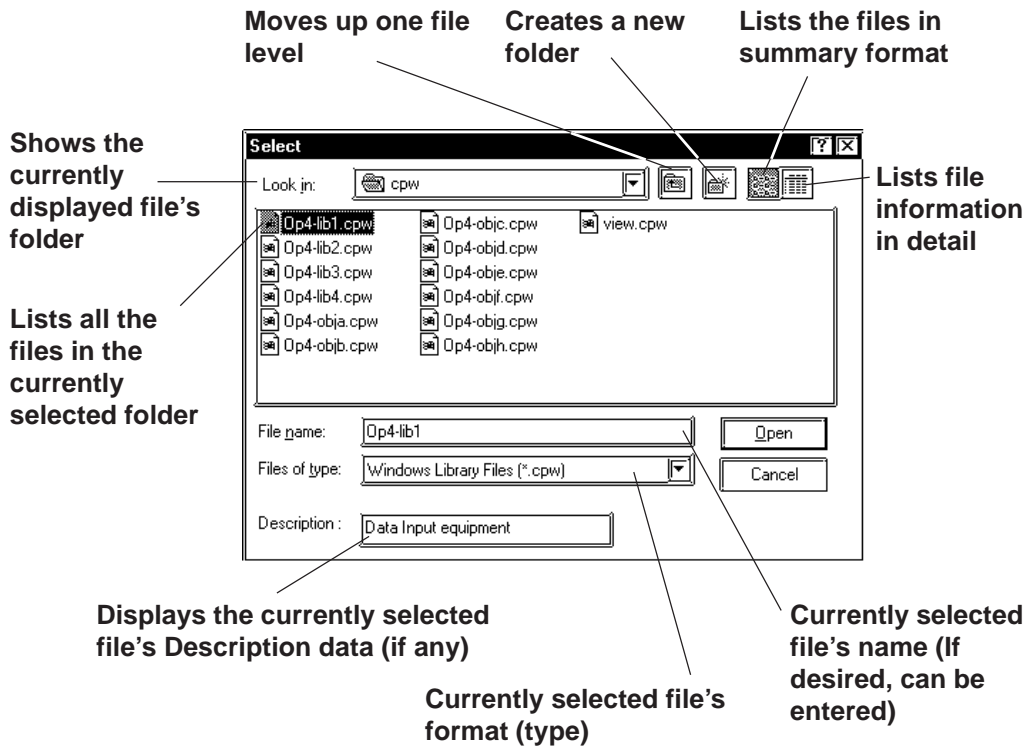 Moves up one file
level
Creates a new
folder
Lists the files in
summary format
Shows the
currently
displayed file's
folder
Lists all the
files in the
currently
selected folder
Select
Look in:
cpw
Op4-lib1.cpw
Op4-lib2.cpw
Op4-lib3.cpw
Op4-lib4.cpw
Op4-obja.cpw
Op4-objb.cpw
Op4-objc.cpw
Op4-objd.cpw
Op4-obje.cpw
Op4-objf.cpw
Op4-objg.cpw
Op4-objh.cpw
view.cpw
File name:
Op4-lib1
Open
Files of type:
Windows Library Files (*.cpw)
Cancel
Description :
Data Input equipment
Lists file
information
in detail
Displays the currently selected
file’s Description data (if any)
Currently selected file's
format (type)
Currently selected
file's name (If
desired, can be
entered)